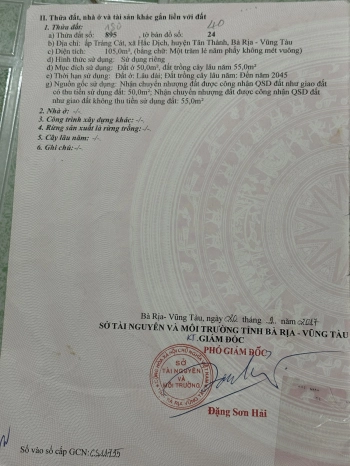 II. Thửa đất, nhà ở và tài sản khác gắn liền với đất
1. Thửa đất:
a) Thửa đất số: 895, tờ bản đồ số: 24
b) Địa chỉ: ấp Trảng Cát, xã Hắc Dịch, huyện Tân Thành, Bà Rịa - Vũng Tàu
c) Diện tích: 105,0m², (bằng chữ: Một trăm lẻ năm phẩy không mét vuông)
d) Hình thức sử dụng: Sử dụng riêng
đ) Mục đích sử dụng: Đất ở 50,0m²; đất trồng cây lâu năm 55,0m²
e) Thời hạn sử dụng: Đất ở: Lâu dài; Đất trồng cây lâu năm: Đến năm 2045
g) Nguồn gốc sử dụng: Nhận chuyển nhượng đất được công nhận QSD đất như giao đất
có thu tiền sử dụng đất: 50,0m²; Nhận chuyển nhượng đất được công nhận QSD đất
như giao đất không thu tiền sử dụng đất: 55,0m²
2. Nhà ở: -/-
3. Công trình xây dựng khác: -/-
4. Rừng sản xuất là rừng trồng: -/-
5. Cây lâu năm: -/-
6. Ghi chú: -/-
Bà Rịa- Vũng Tàu, ngày tháng năm 2017
SỞ TÀI NGUYÊN VÀ MÔI TRƯỜNG TỈNH BÀ RỊA - VŨNG TÀU
KT.GIÁM ĐỐC
PHÓ GIÁM ĐỐC
SỞ
TÀI NGUYÊN
VÀ
MÔI TRƯỜNG
Đặng Sơn Hải
Số vào sổ cấp GCN: